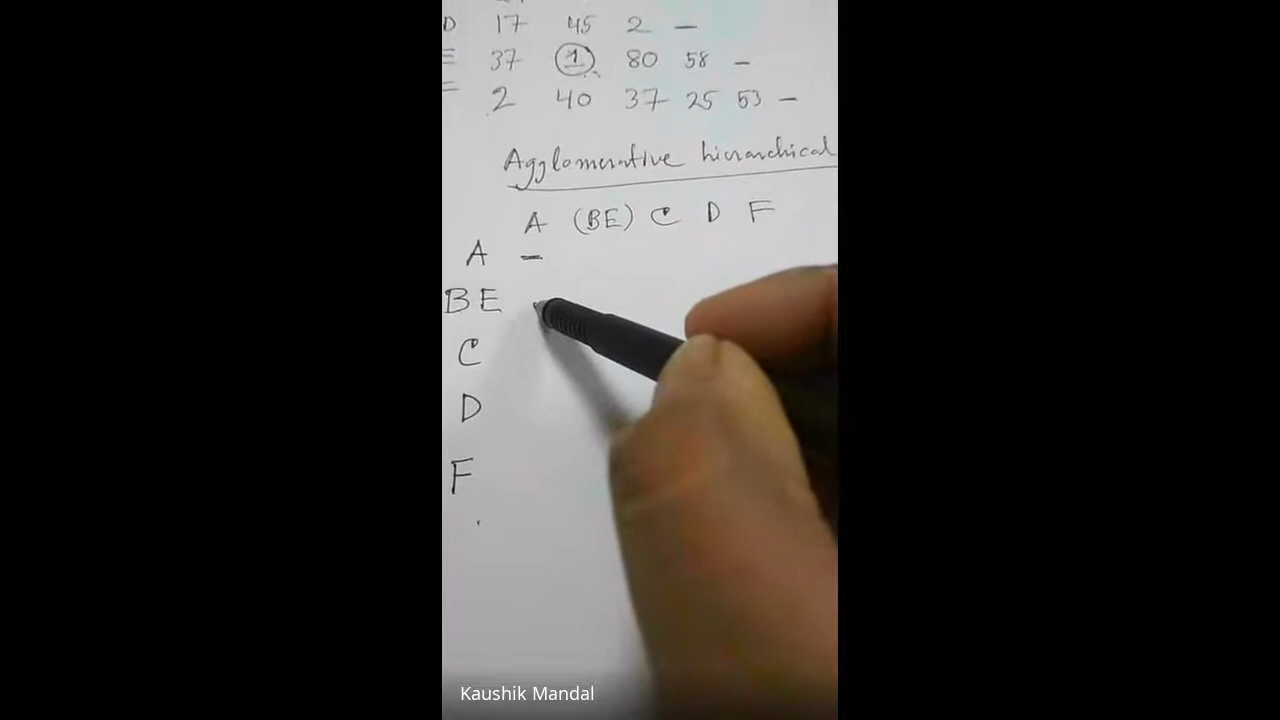 D 17 45 2 —
E 37 1 80 58 —
2 40 37 25 53 —
Agglomerative hierarchical
A (BE) C D F
A —
BE
C
D
F
Kaushik Mandal